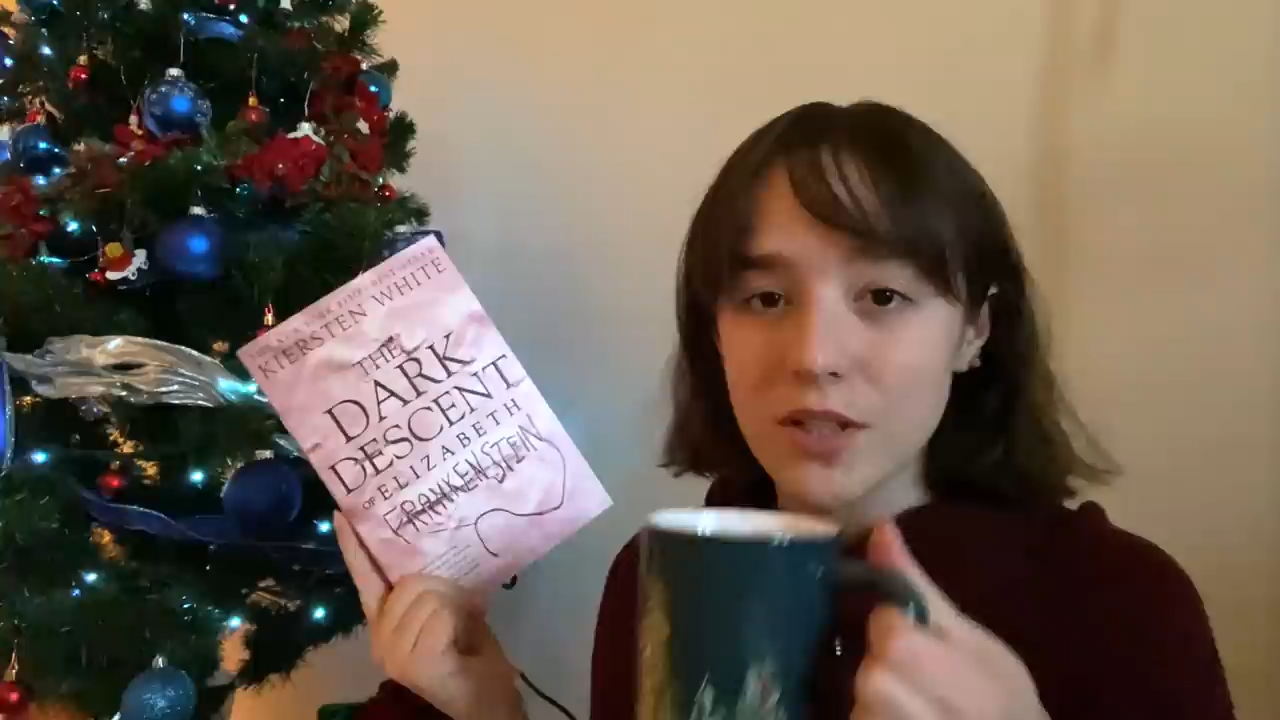 KIERSTEN WHITE
THE
DARK
DESCENT
OF ELIZABETH
FRANKENSTEIN